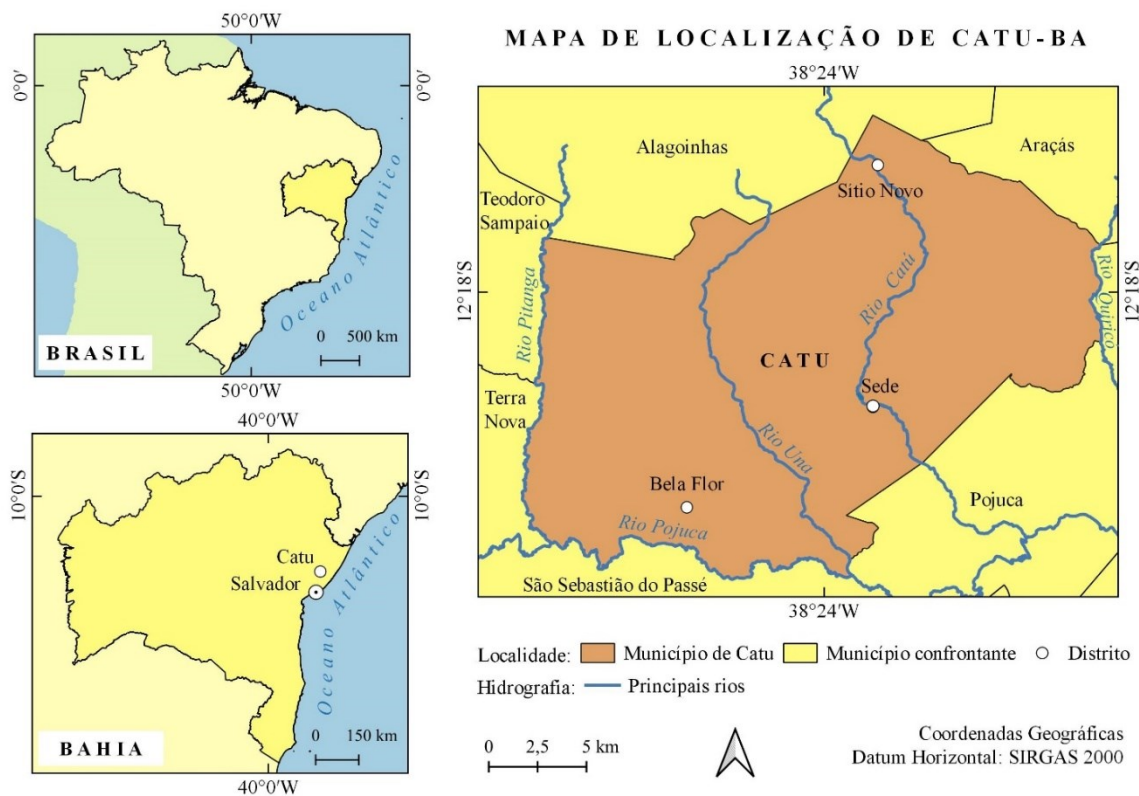 50°0'W
0°0'
0°0'
Oceano Atlântico
0 500 km
BRASIL
50°0'W
40°0'W
10°0'S
10°0'S
Catu
Salvador
Oceano Atlântico
0 150 km
BAHIA
40°0'W
MAPA DE LOCALIZAÇÃO DE CATU-BA
38°24'W
Alagoinhas
Araçás
Teodoro
Sampaio
Sitio Novo
12°18'S
12°18'S
Rio Pitanga
Rio Catú
Rio Quiricó
CATU
Sede
Terra
Nova
Rio Una
Bela Flor
Pojuca
Rio Pojuca
São Sebastião do Passé
38°24'W
Localidade: Município de Catu Município confrontante Distrito
Hidrografia: Principais rios
0 2,5 5 km
Coordenadas Geográficas
Datum Horizontal: SIRGAS 2000